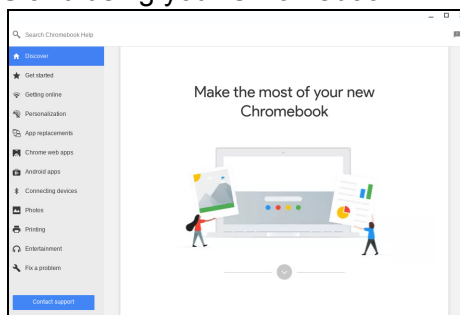 Search Chromebook Help
Discover
Get started
Getting online
Personalization
App replacements
Chrome web apps
Android apps
Connecting devices
Photos
Printing
Entertainment
Fix a problem
Contact support
Make the most of your new
Chromebook